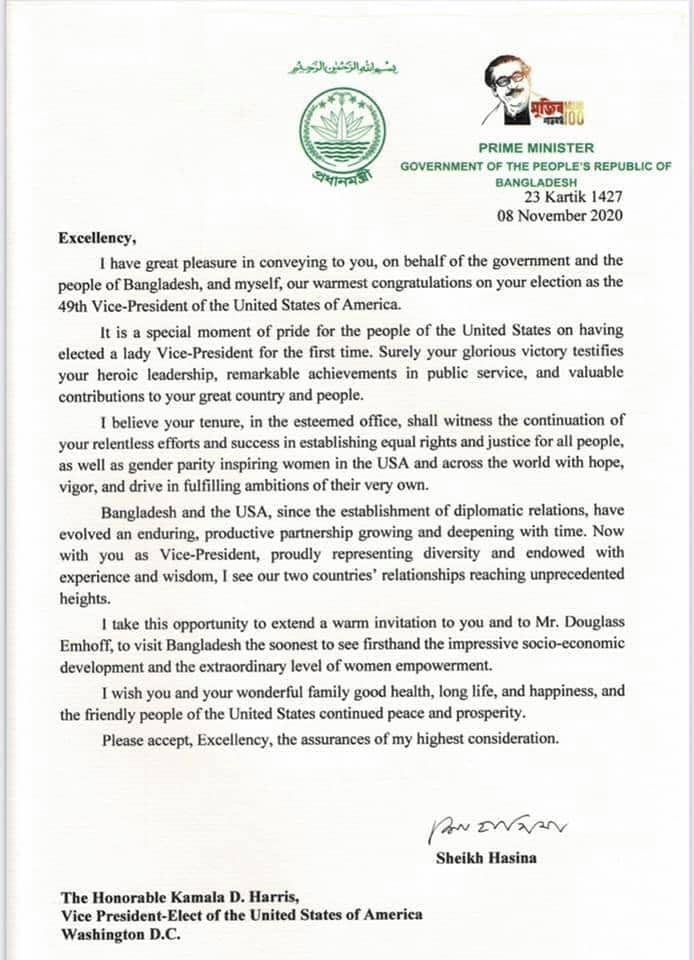 بسم الله الرحمن الرحيم
প্রধানমন্ত্রী
মুজিব
শতবর্ষ 100
PRIME MINISTER
GOVERNMENT OF THE PEOPLE'S REPUBLIC OF
BANGLADESH
23 Kartik 1427
08 November 2020
Excellency,
I have great pleasure in conveying to you, on behalf of the government and the
people of Bangladesh, and myself, our warmest congratulations on your election as the
49th Vice-President of the United States of America.
It is a special moment of pride for the people of the United States on having
elected a lady Vice-President for the first time. Surely your glorious victory testifies
your heroic leadership, remarkable achievements in public service, and valuable
contributions to your great country and people.
I believe your tenure, in the esteemed office, shall witness the continuation of
your relentless efforts and success in establishing equal rights and justice for all people,
as well as gender parity inspiring women in the USA and across the world with hope,
vigor, and drive in fulfilling ambitions of their very own.
Bangladesh and the USA, since the establishment of diplomatic relations, have
evolved an enduring, productive partnership growing and deepening with time. Now
with you as Vice-President, proudly representing diversity and endowed with
experience and wisdom, I see our two countries' relationships reaching unprecedented
heights.
I take this opportunity to extend a warm invitation to you and to Mr. Douglass
Emhoff, to visit Bangladesh the soonest to see firsthand the impressive socio-economic
development and the extraordinary level of women empowerment.
I wish you and your wonderful family good health, long life, and happiness, and
the friendly people of the United States continued peace and prosperity.
Please accept, Excellency, the assurances of my highest consideration.
Sheikh Hasina
The Honorable Kamala D. Harris,
Vice President-Elect of the United States of America
Washington D.C.